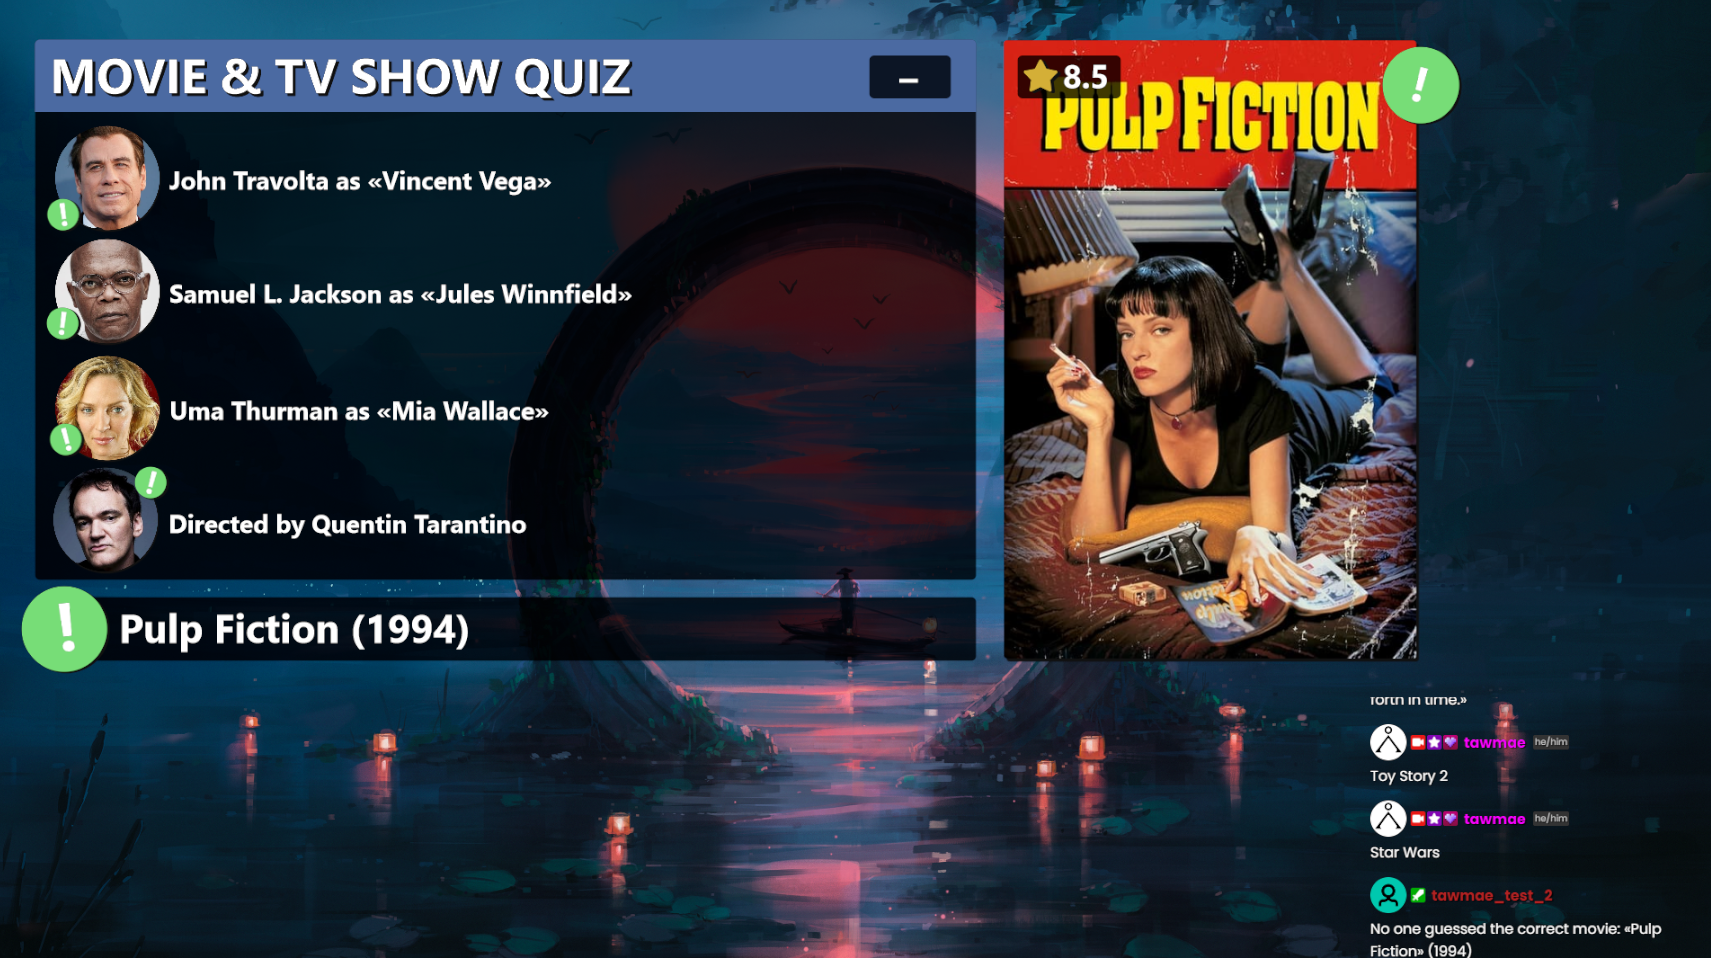 MOVIE & TV SHOW QUIZ
–
John Travolta as «Vincent Vega»
Samuel L. Jackson as «Jules Winnfield»
Uma Thurman as «Mia Wallace»
Directed by Quentin Tarantino
Pulp Fiction (1994)
8.5
PULP FICTION
pulp
fiction
forth in time.»
tawmae he/him
Toy Story 2
tawmae he/him
Star Wars
tawmae_test_2
No one guessed the correct movie: «Pulp
Fiction» (1994)